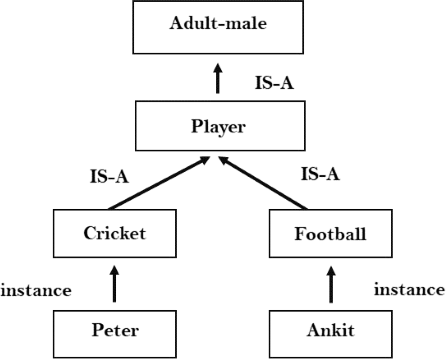 Adult-male
IS-A
Player
IS-A
IS-A
Cricket
Football
instance
instance
Peter
Ankit